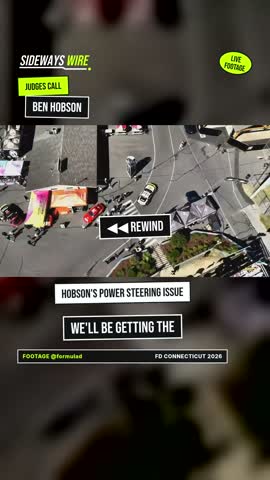 SIDEWAYS WIRE.
LIVE
FOOTAGE
JUDGES CALL
BEN HOBSON
REWIND
HOBSON'S POWER STEERING ISSUE
WE'LL BE GETTING THE
FOOTAGE @formulad
FD CONNECTICUT 2026